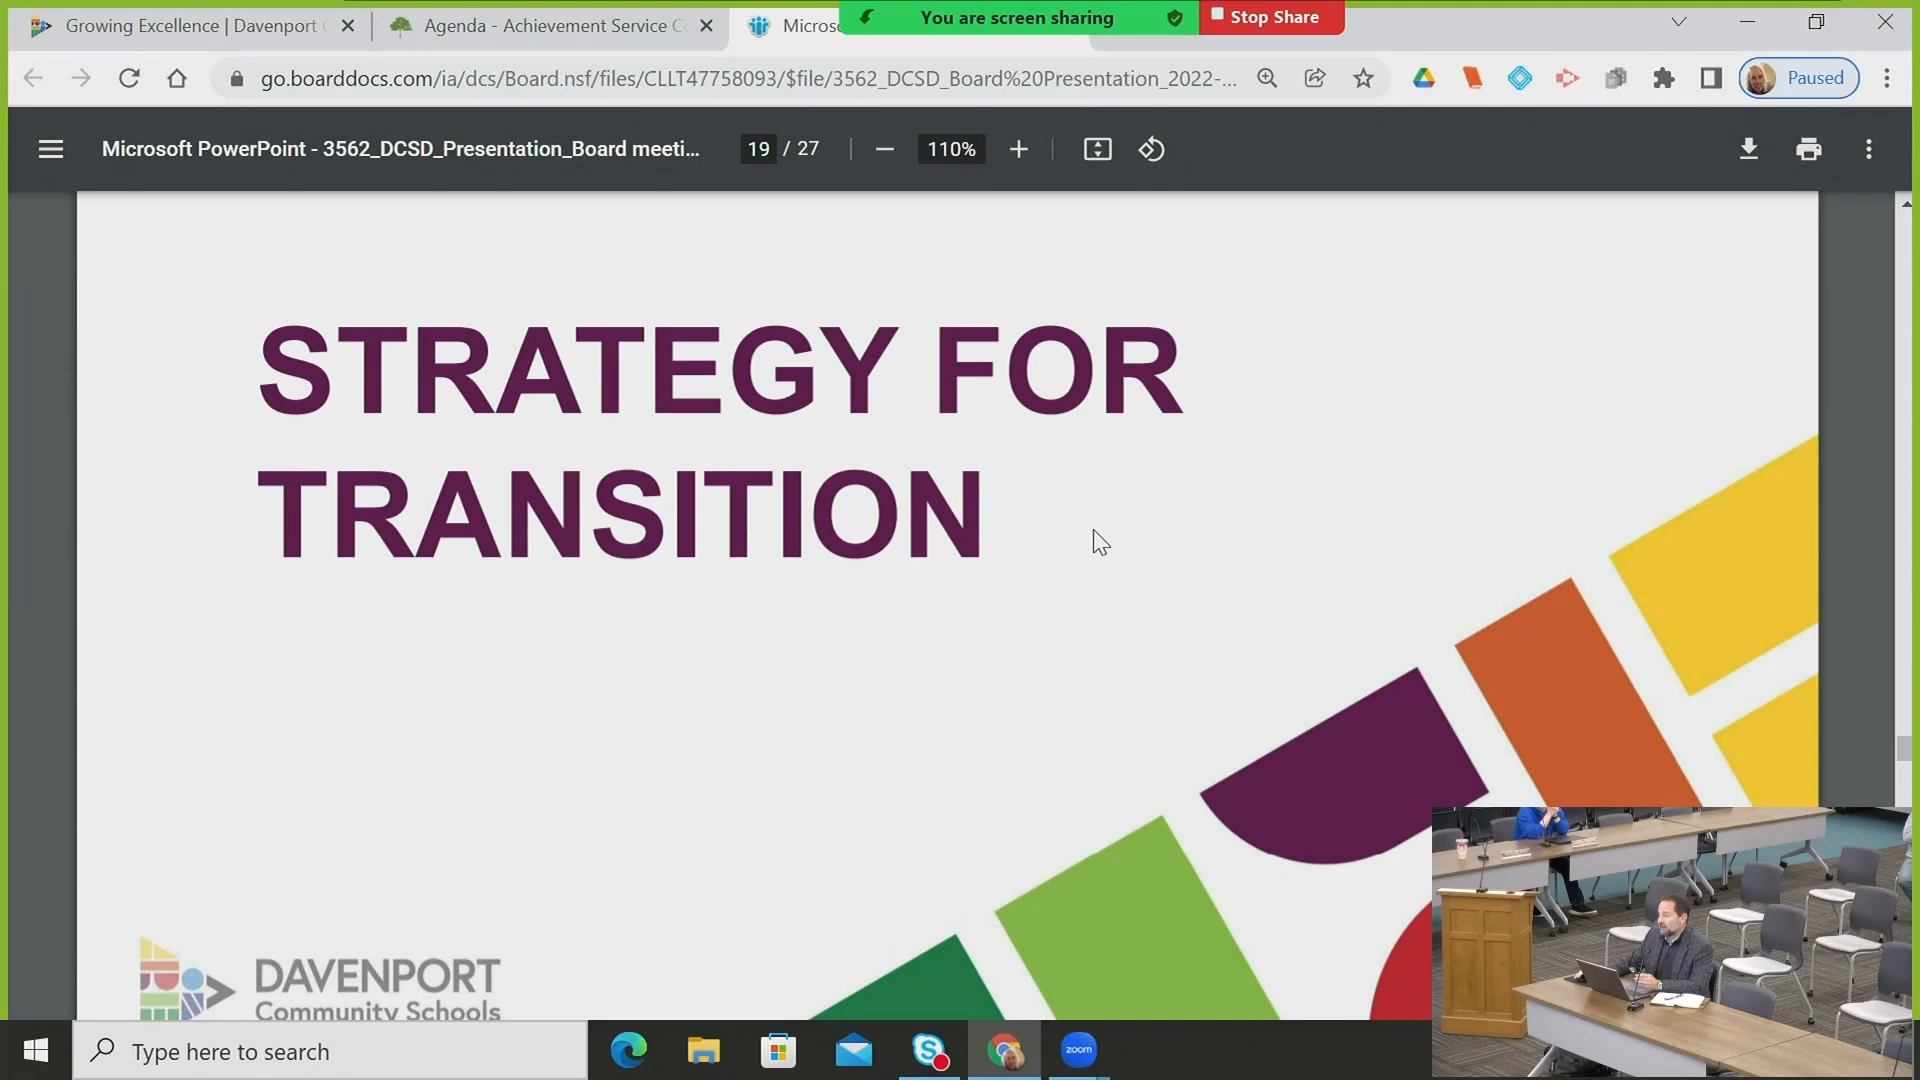 Growing Excellence | Davenport
Agenda - Achievement Service
Micros
You are screen sharing
Stop Share
go.boarddocs.com/ia/dcs/Board.nsf/files/CLLT47758093/$file/3562_DCSD_Board%20Presentation_2022-...
Paused
Microsoft PowerPoint - 3562_DCSD_Presentation_Board meeti...
19 / 27
110%
STRATEGY FOR
TRANSITION
DAVENPORT
Community Schools
Type here to search
zoom